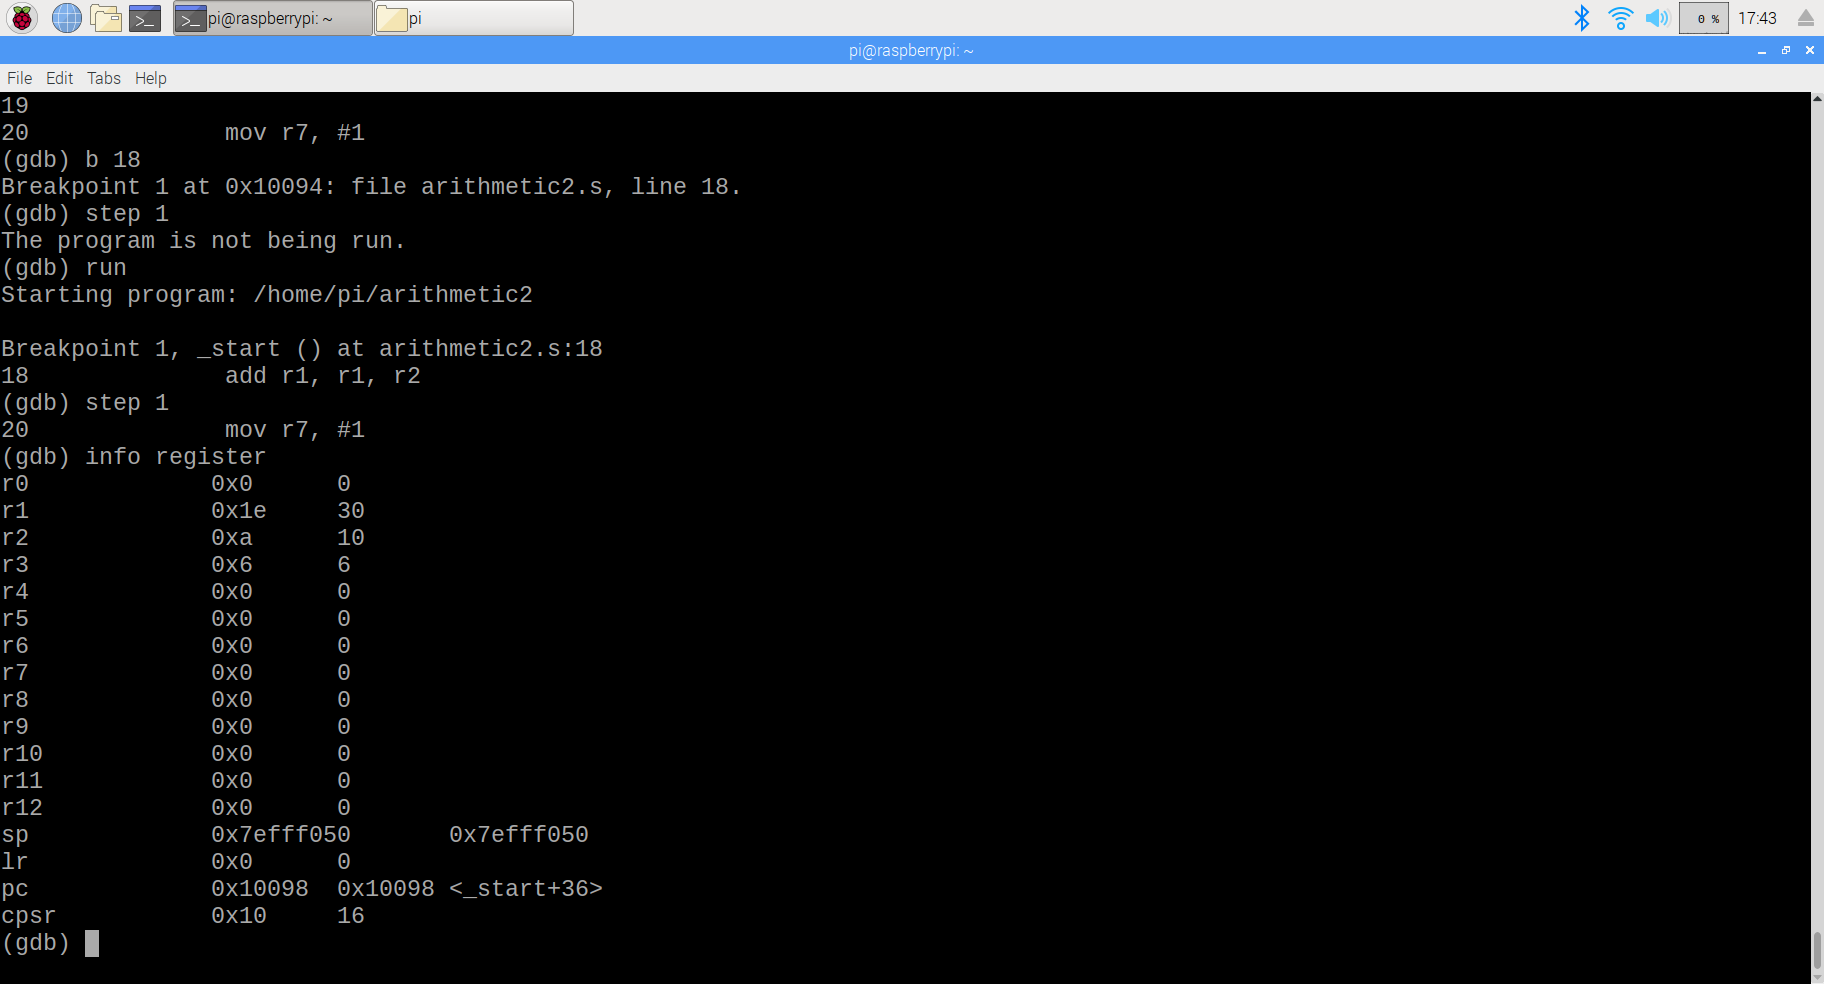 pi@raspberrypi: ~ pi 0 % 17:43
pi@raspberrypi: ~
File Edit Tabs Help
19
20              mov r7, #1
(gdb) b 18
Breakpoint 1 at 0x10094: file arithmetic2.s, line 18.
(gdb) step 1
The program is not being run.
(gdb) run
Starting program: /home/pi/arithmetic2
Breakpoint 1, _start () at arithmetic2.s:18
18              add r1, r1, r2
(gdb) step 1
20              mov r7, #1
(gdb) info register
r0             0x0      0
r1             0x1e     30
r2             0xa      10
r3             0x6      6
r4             0x0      0
r5             0x0      0
r6             0x0      0
r7             0x0      0
r8             0x0      0
r9             0x0      0
r10            0x0      0
r11            0x0      0
r12            0x0      0
sp             0x7efff050       0x7efff050
lr             0x0      0
pc             0x10098  0x10098 <_start+36>
cpsr           0x10     16
(gdb)